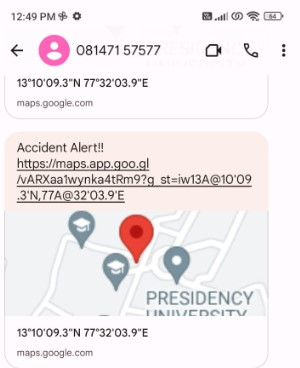 12:49 PM
64
081471 57577
13°10'09.3"N 77°32'03.9"E
maps.google.com
Accident Alert!!
https://maps.app.goo.gl
/vARXaa1wynka4tRm9?g_st=iw13A@10'09
.3'N,77A@32'03.9'E
PRESIDENCY
UNIVERSITY
13°10'09.3"N 77°32'03.9"E
maps.google.com